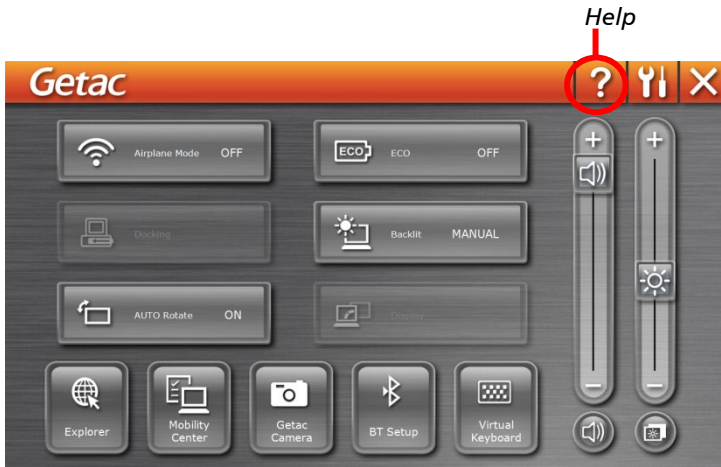 Help
Getac ?
Airplane Mode OFF
ECO ECO OFF
Docking
Backlit MANUAL
AUTO Rotate ON
Display
Explorer
Mobility
Center
Getac
Camera
BT Setup
Virtual
Keyboard